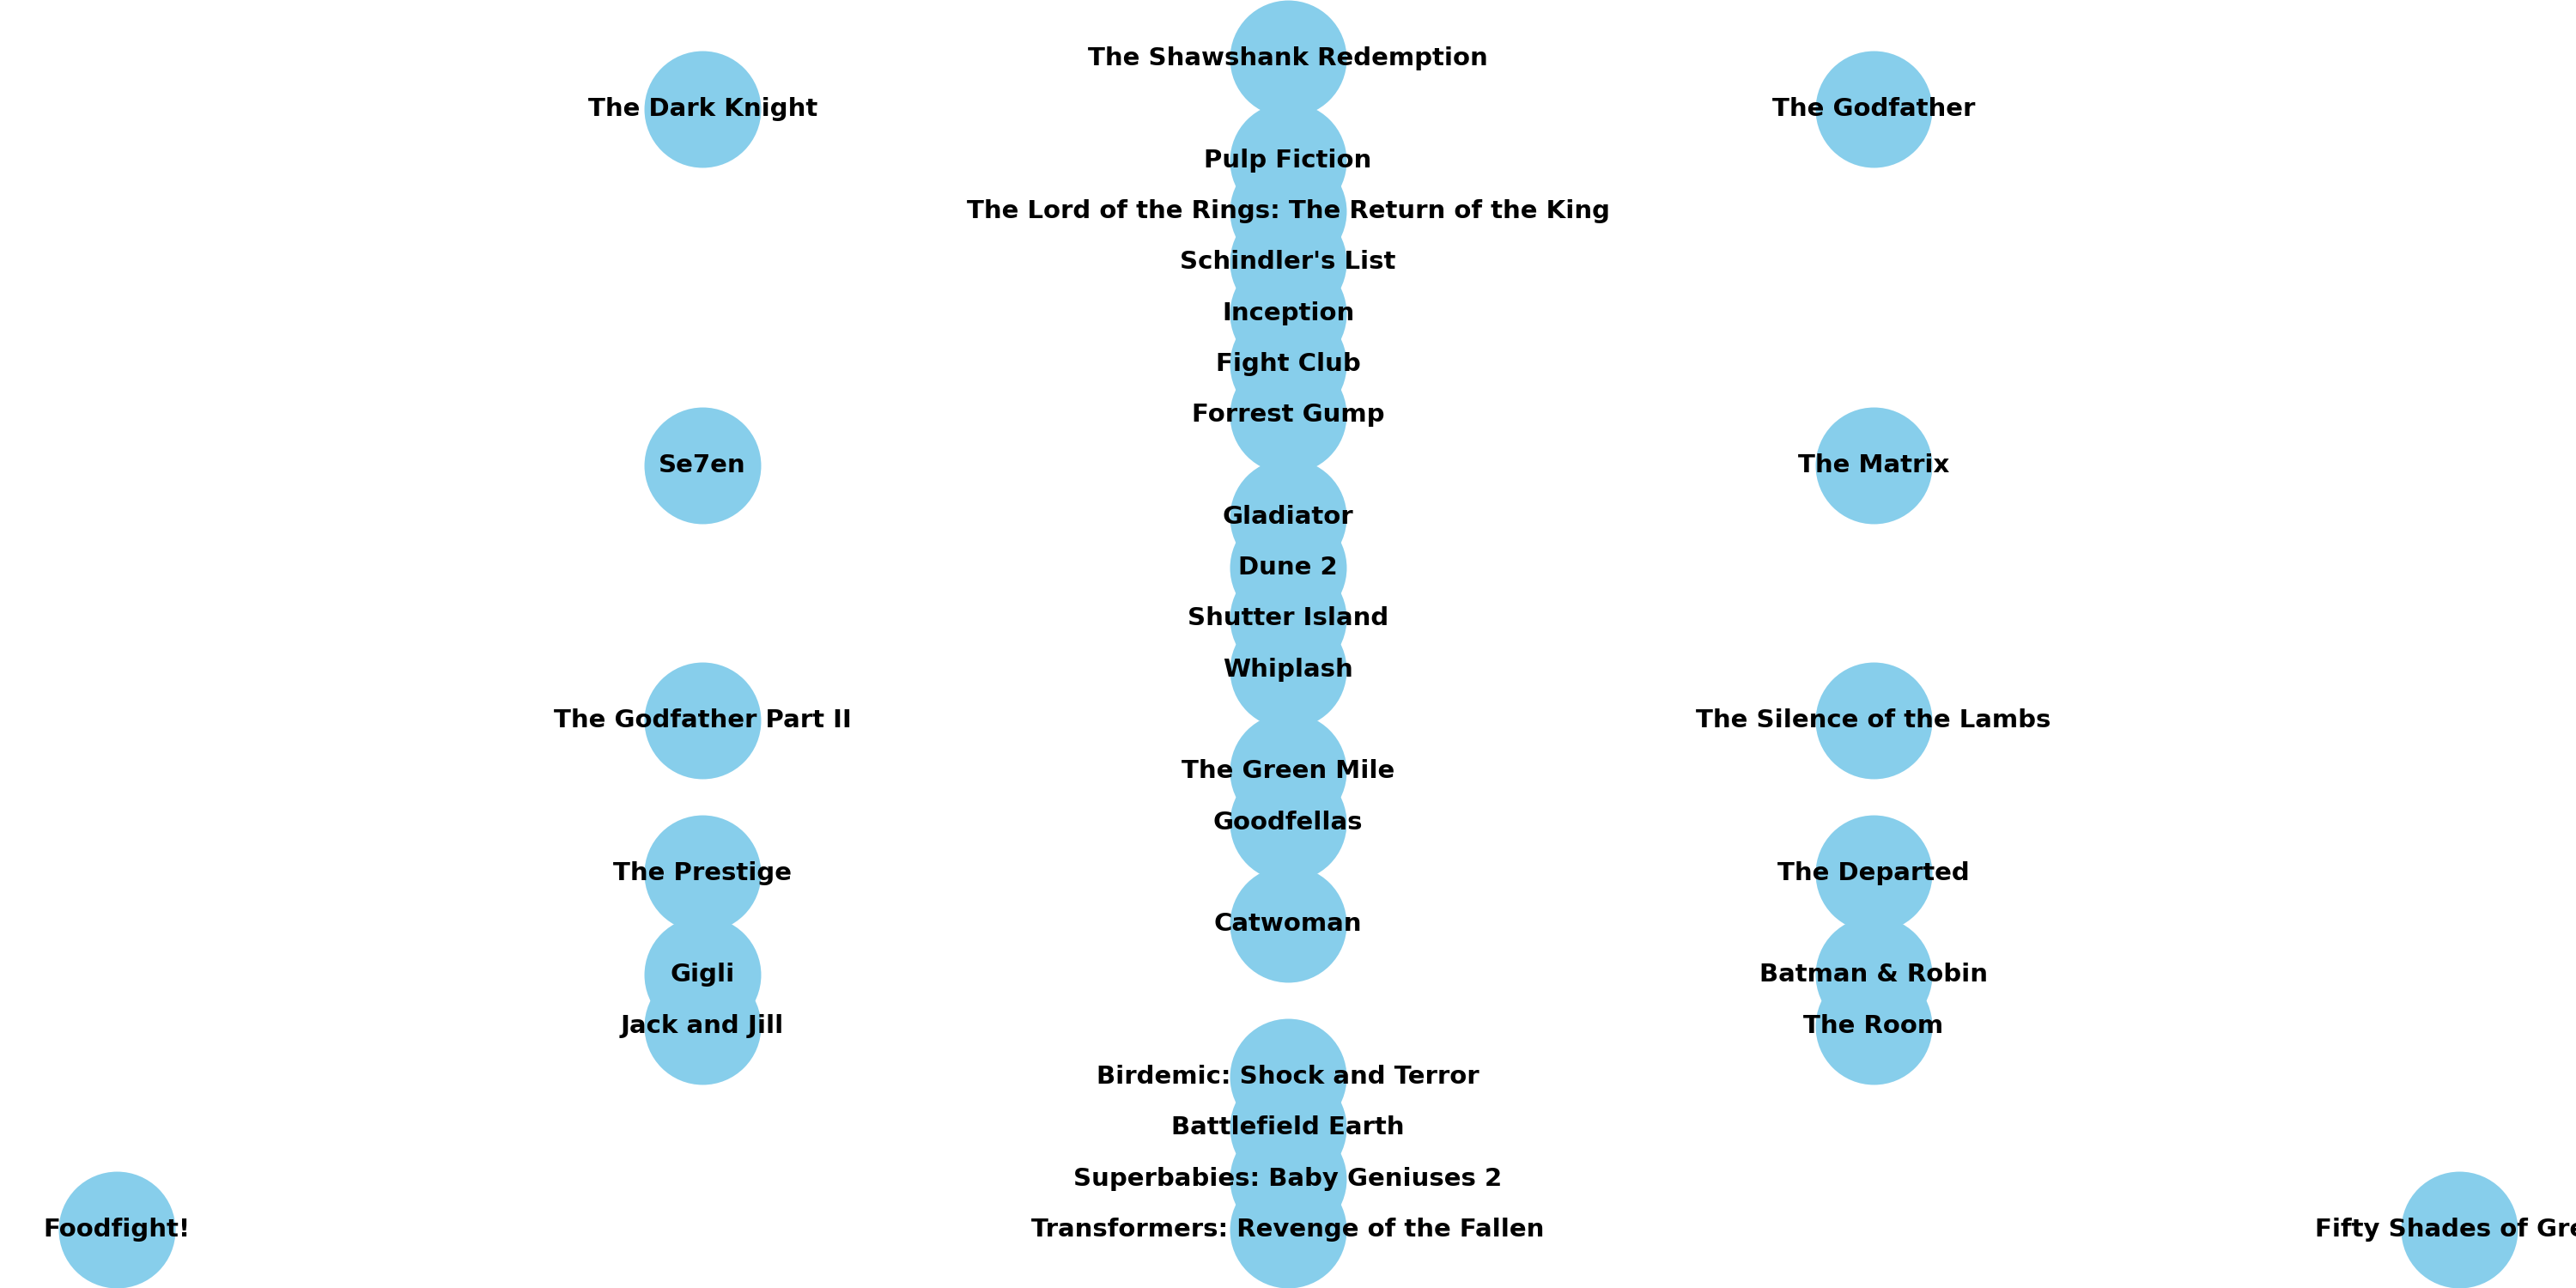 The Shawshank Redemption
The Dark Knight
The Godfather
Pulp Fiction
The Lord of the Rings: The Return of the King
Schindler's List
Inception
Fight Club
Forrest Gump
Se7en
The Matrix
Gladiator
Dune 2
Shutter Island
Whiplash
The Godfather Part II
The Silence of the Lambs
The Green Mile
Goodfellas
The Prestige
The Departed
Catwoman
Gigli
Batman & Robin
Jack and Jill
The Room
Birdemic: Shock and Terror
Battlefield Earth
Superbabies: Baby Geniuses 2
Foodfight!
Transformers: Revenge of the Fallen
Fifty Shades of Gre